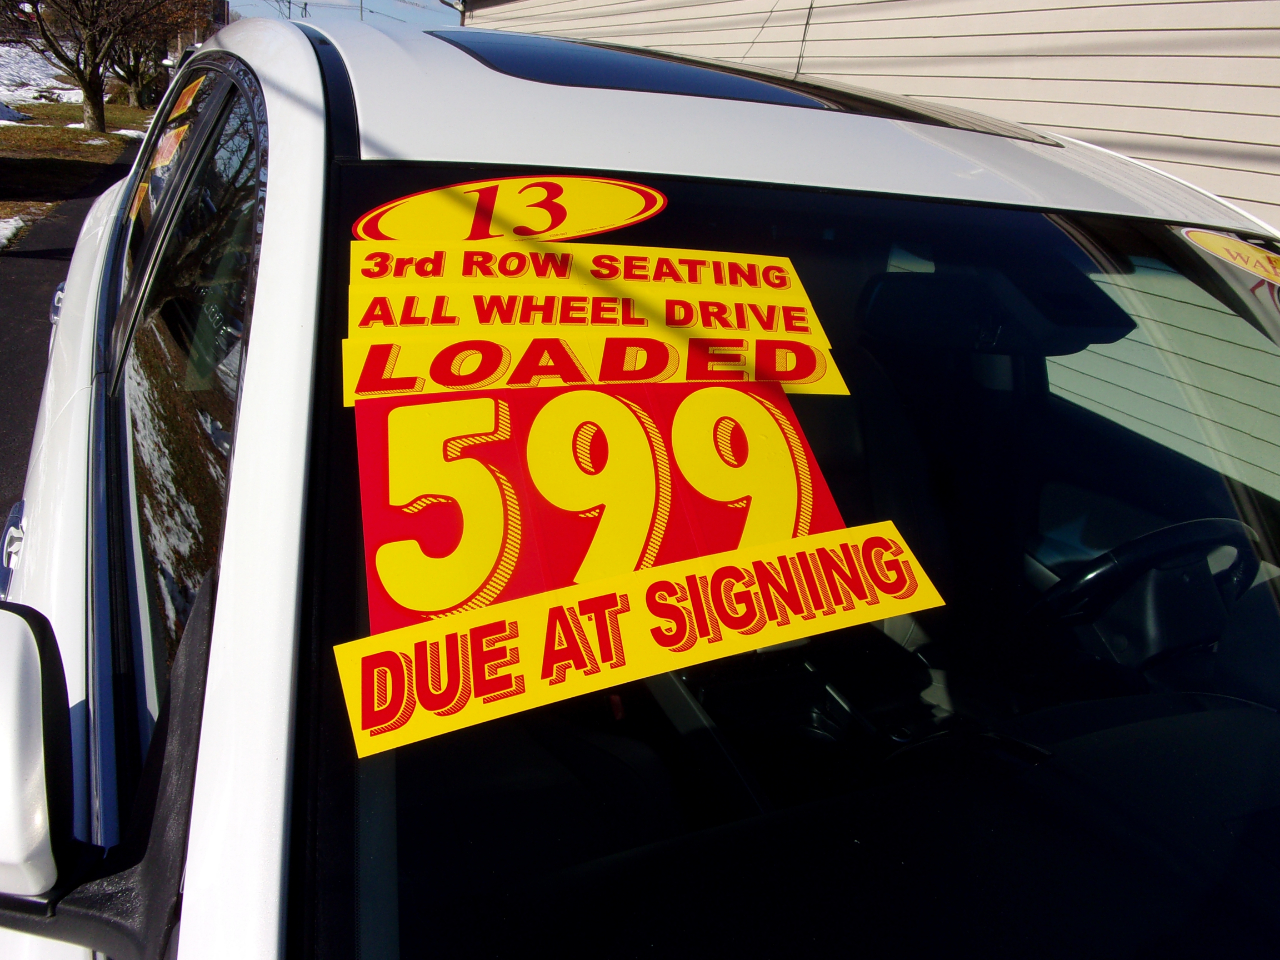 13
3rd ROW SEATING
ALL WHEEL DRIVE
LOADED
599
DUE AT SIGNING